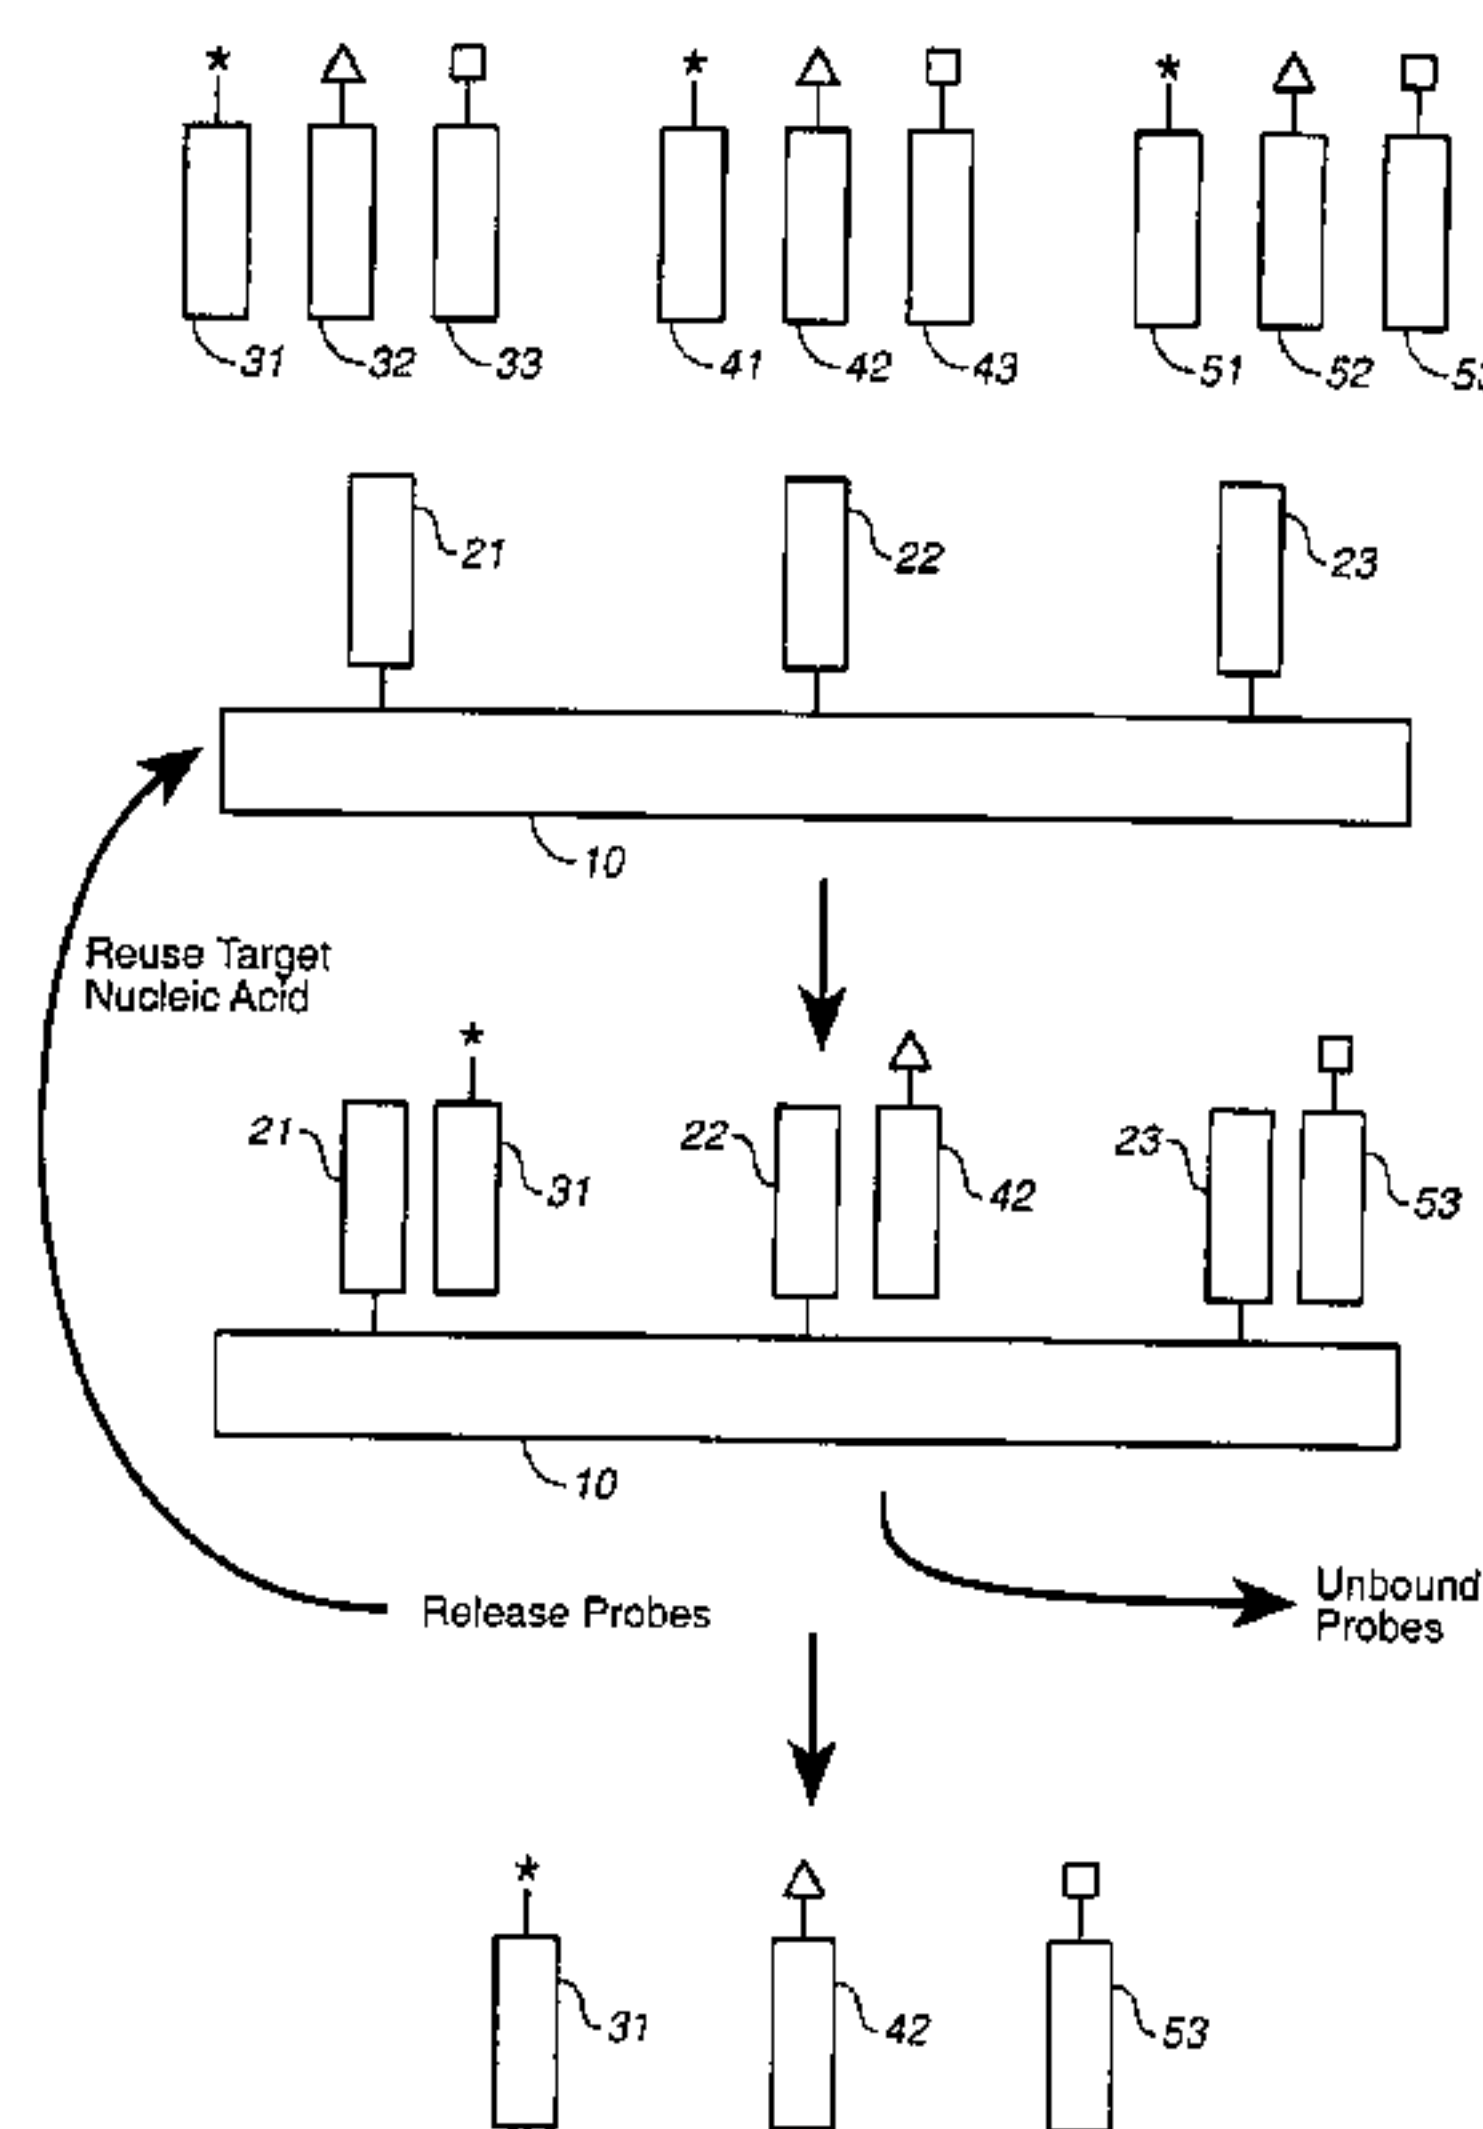 31 32 33 41 42 43 51 52
21 22 23
10
Reuse Target
Nucleic Acid
21 31 22 42 23 53
10
Release Probes
Unbound
Probes
31 42 53